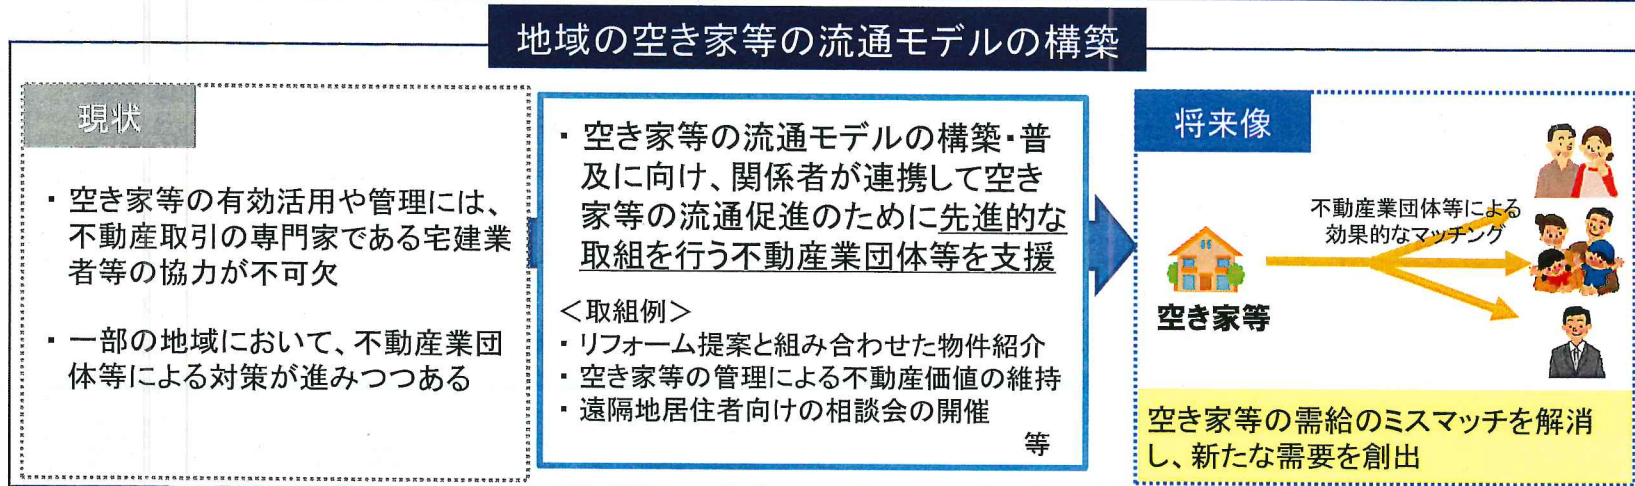 地域の空き家等の流通モデルの構築
現状
・空き家等の有効活用や管理には、
不動産取引の専門家である宅建業
者等の協力が不可欠
・一部の地域において、不動産業団
体等による対策が進みつつある
・空き家等の流通モデルの構築・普
及に向け、関係者が連携して空き
家等の流通促進のために先進的な
取組を行う不動産業団体等を支援
＜取組例＞
・リフォーム提案と組み合わせた物件紹介
・空き家等の管理による不動産価値の維持
・遠隔地居住者向けの相談会の開催
等
将来像
不動産業団体等による
効果的なマッチング
空き家等
空き家等の需給のミスマッチを解消
し、新たな需要を創出